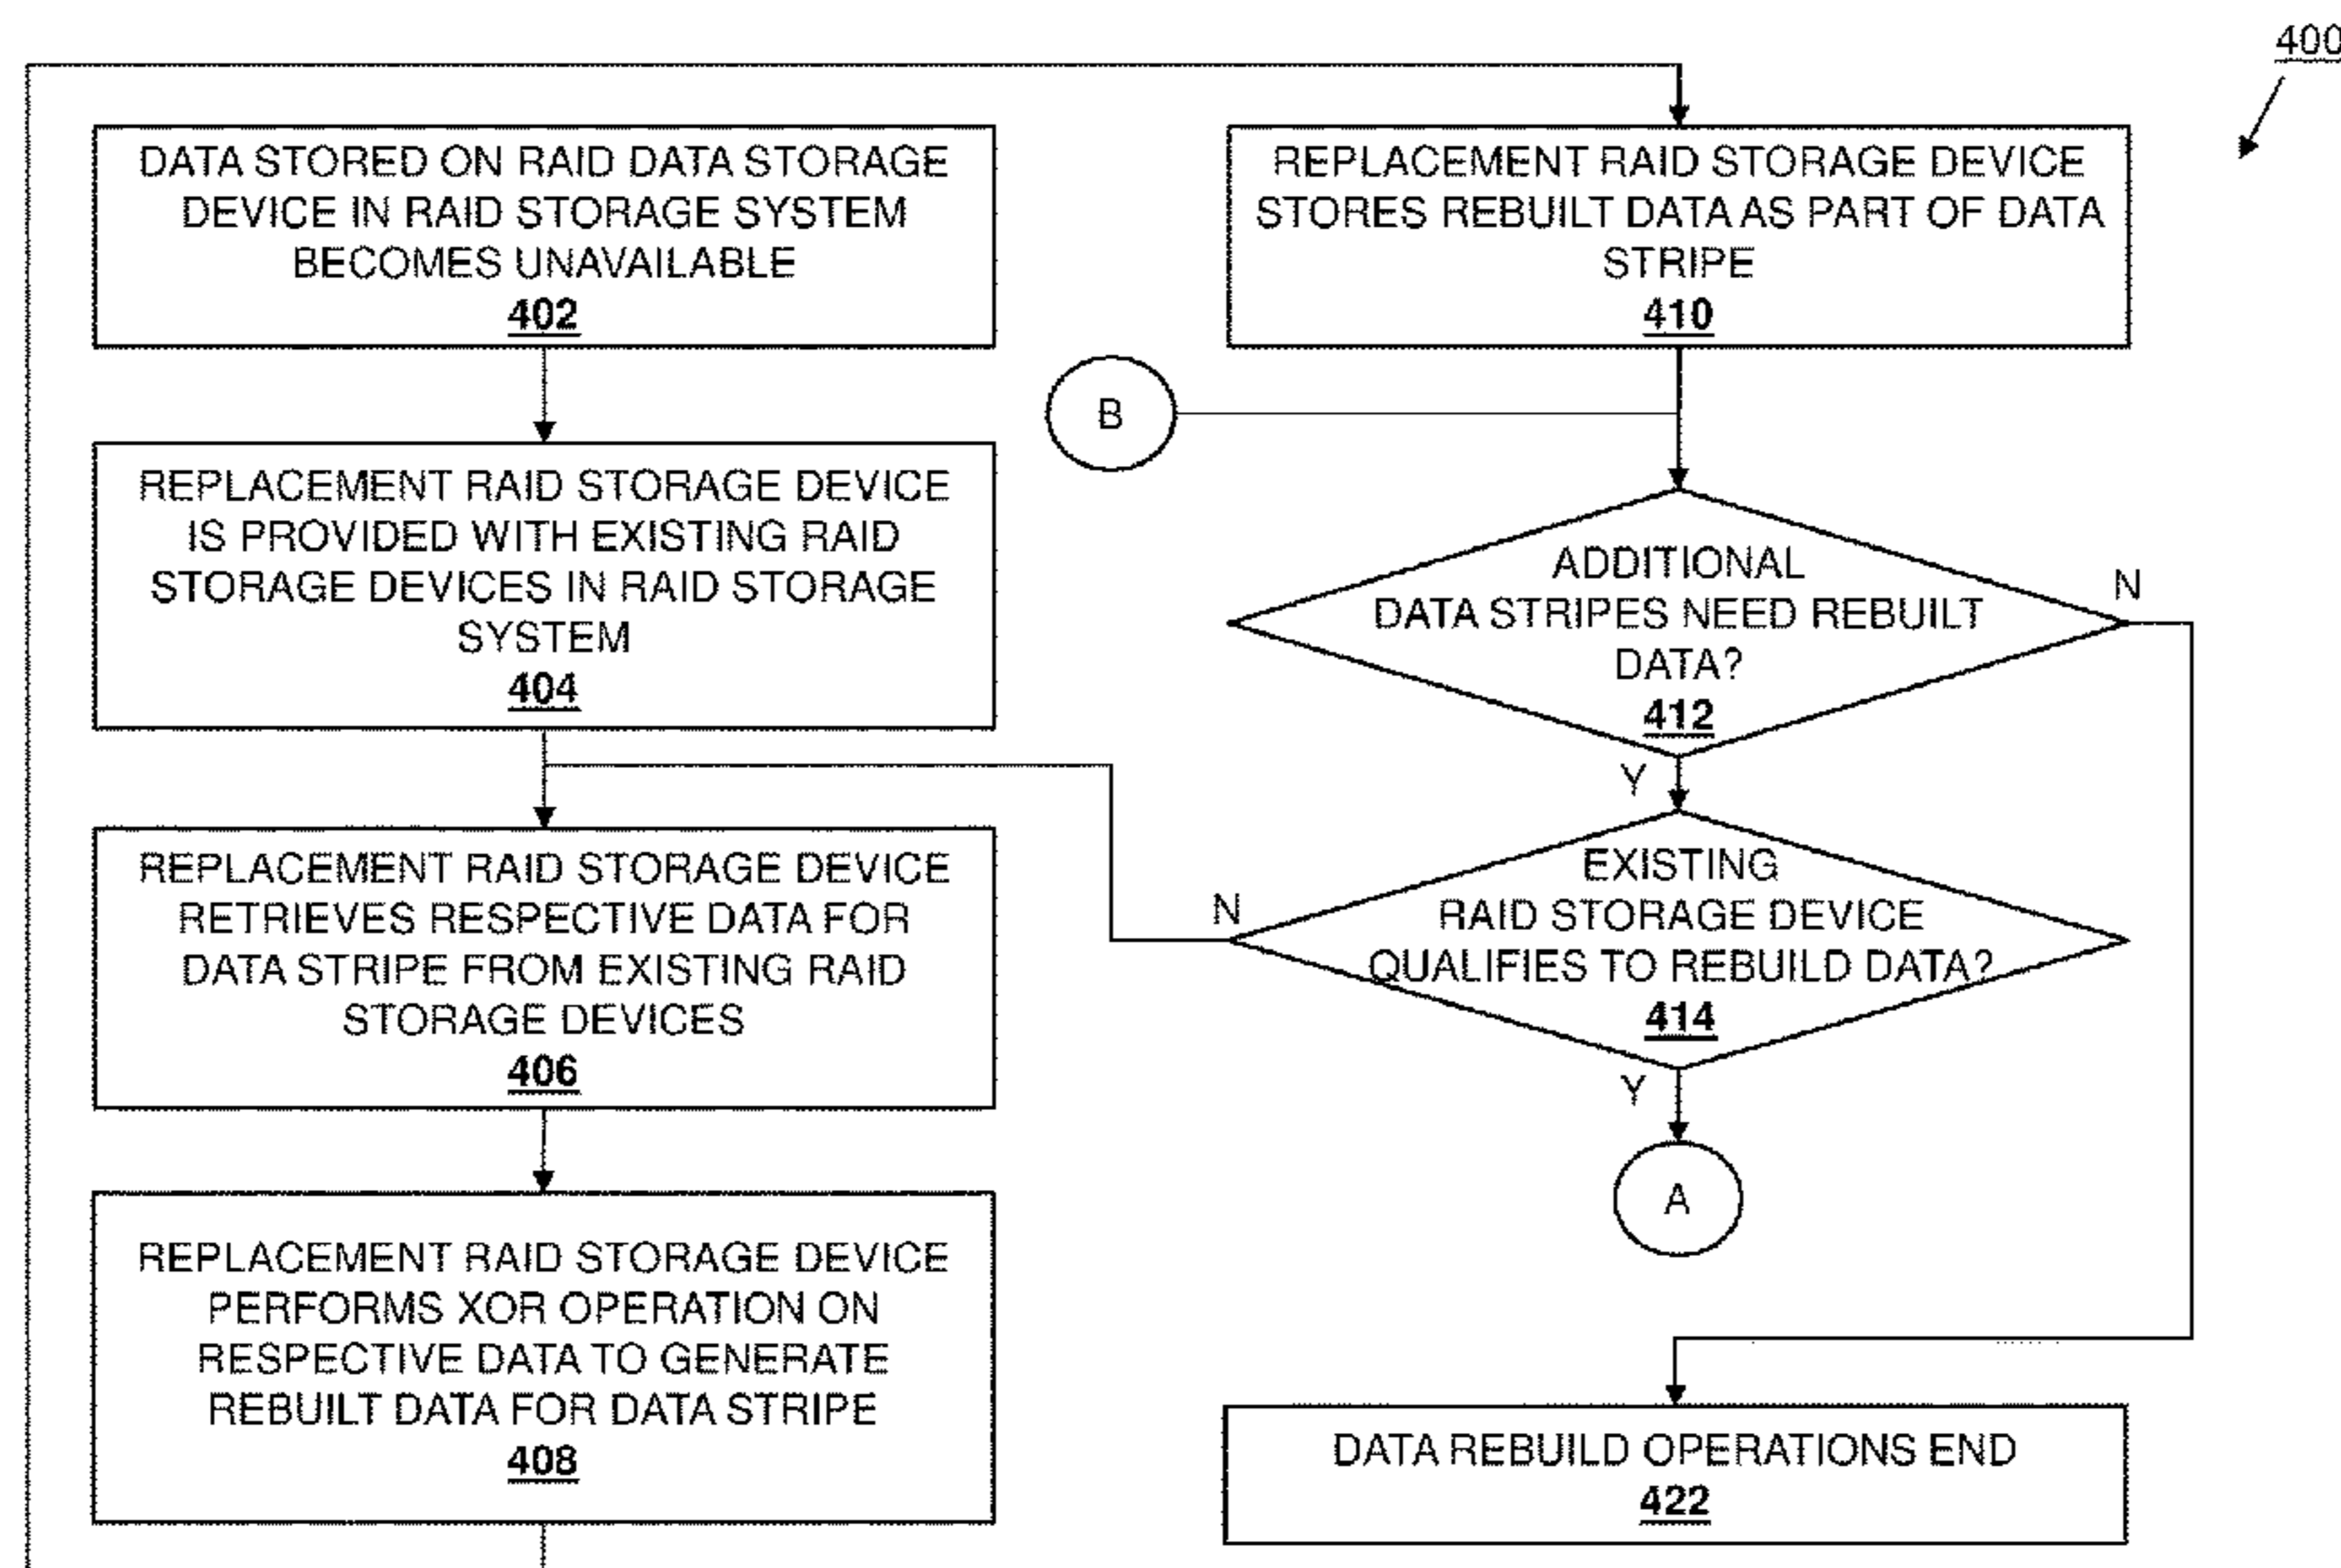 400
DATA STORED ON RAID DATA STORAGE
DEVICE IN RAID STORAGE SYSTEM
BECOMES UNAVAILABLE
402
REPLACEMENT RAID STORAGE DEVICE
IS PROVIDED WITH EXISTING RAID
STORAGE DEVICES IN RAID STORAGE
SYSTEM
404
REPLACEMENT RAID STORAGE DEVICE
RETRIEVES RESPECTIVE DATA FOR
DATA STRIPE FROM EXISTING RAID
STORAGE DEVICES
406
REPLACEMENT RAID STORAGE DEVICE
PERFORMS XOR OPERATION ON
RESPECTIVE DATA TO GENERATE
REBUILT DATA FOR DATA STRIPE
408
REPLACEMENT RAID STORAGE DEVICE
STORES REBUILT DATA AS PART OF DATA
STRIPE
410
B
ADDITIONAL
DATA STRIPES NEED REBUILT
DATA?
412
N
Y
EXISTING
RAID STORAGE DEVICE
QUALIFIES TO REBUILD DATA?
414
N
Y
A
DATA REBUILD OPERATIONS END
422